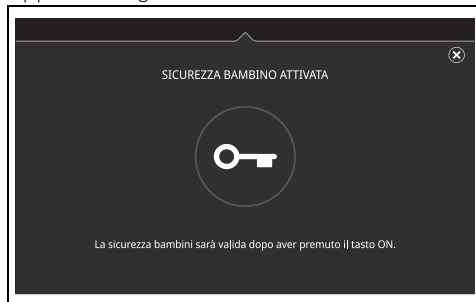 SICUREZZA BAMBINO ATTIVATA
La sicurezza bambini sarà valida dopo aver premuto il tasto ON.